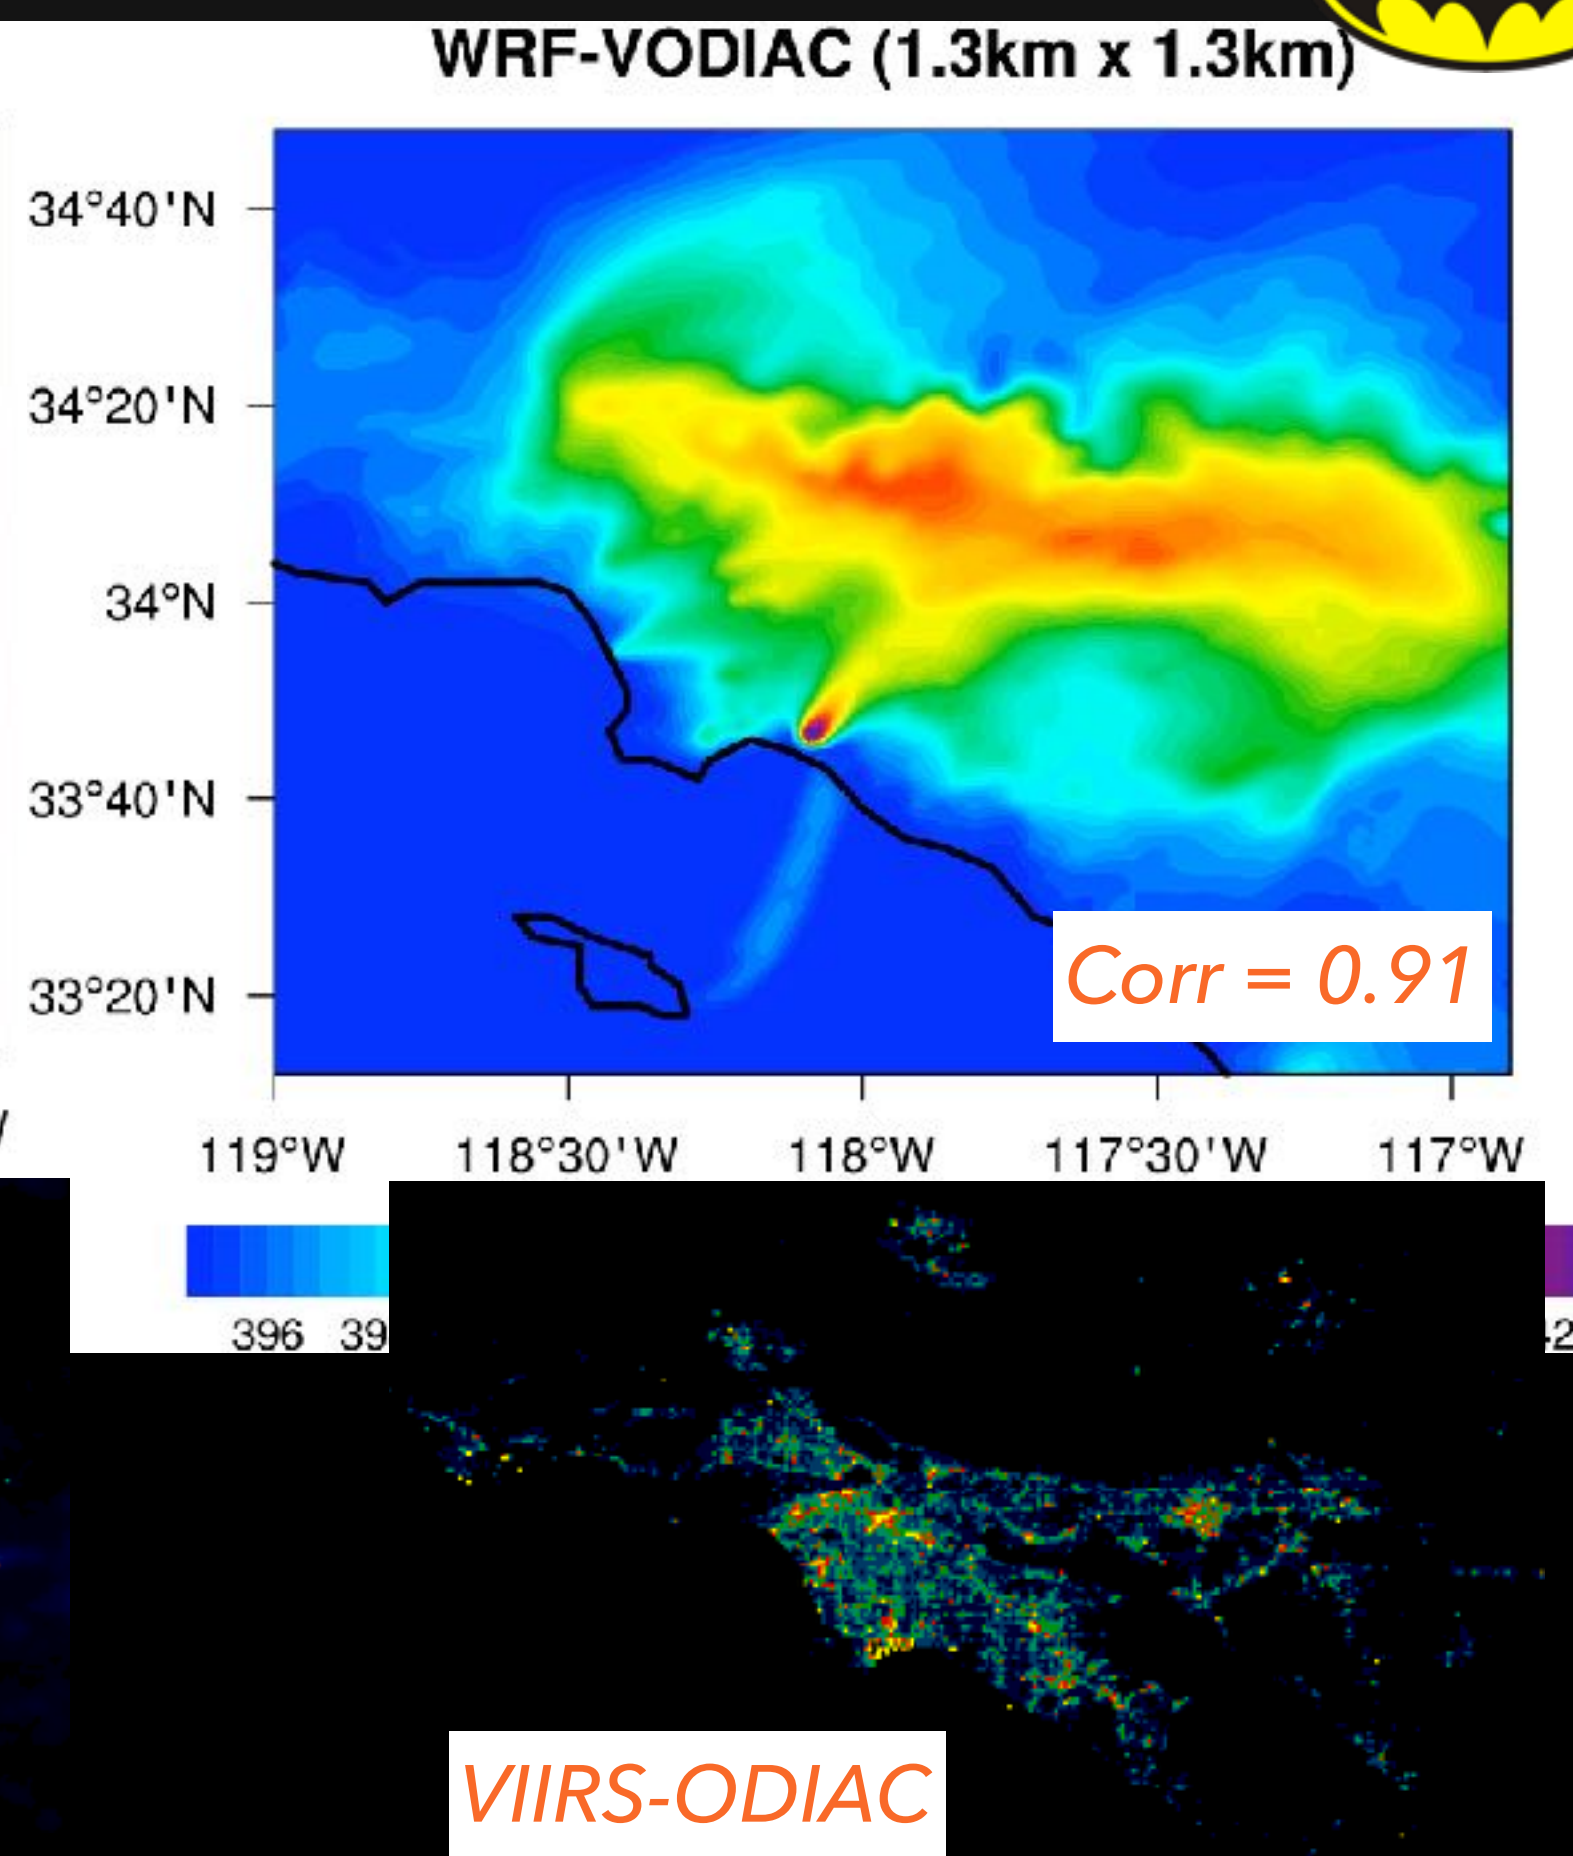 WRF-VODIAC (1.3km x 1.3km)
34°40'N
34°20'N
34°N
33°40'N
33°20'N
Corr = 0.91
119°W 118°30'W 118°W 117°30'W 117°W
396
VIIRS-ODIAC